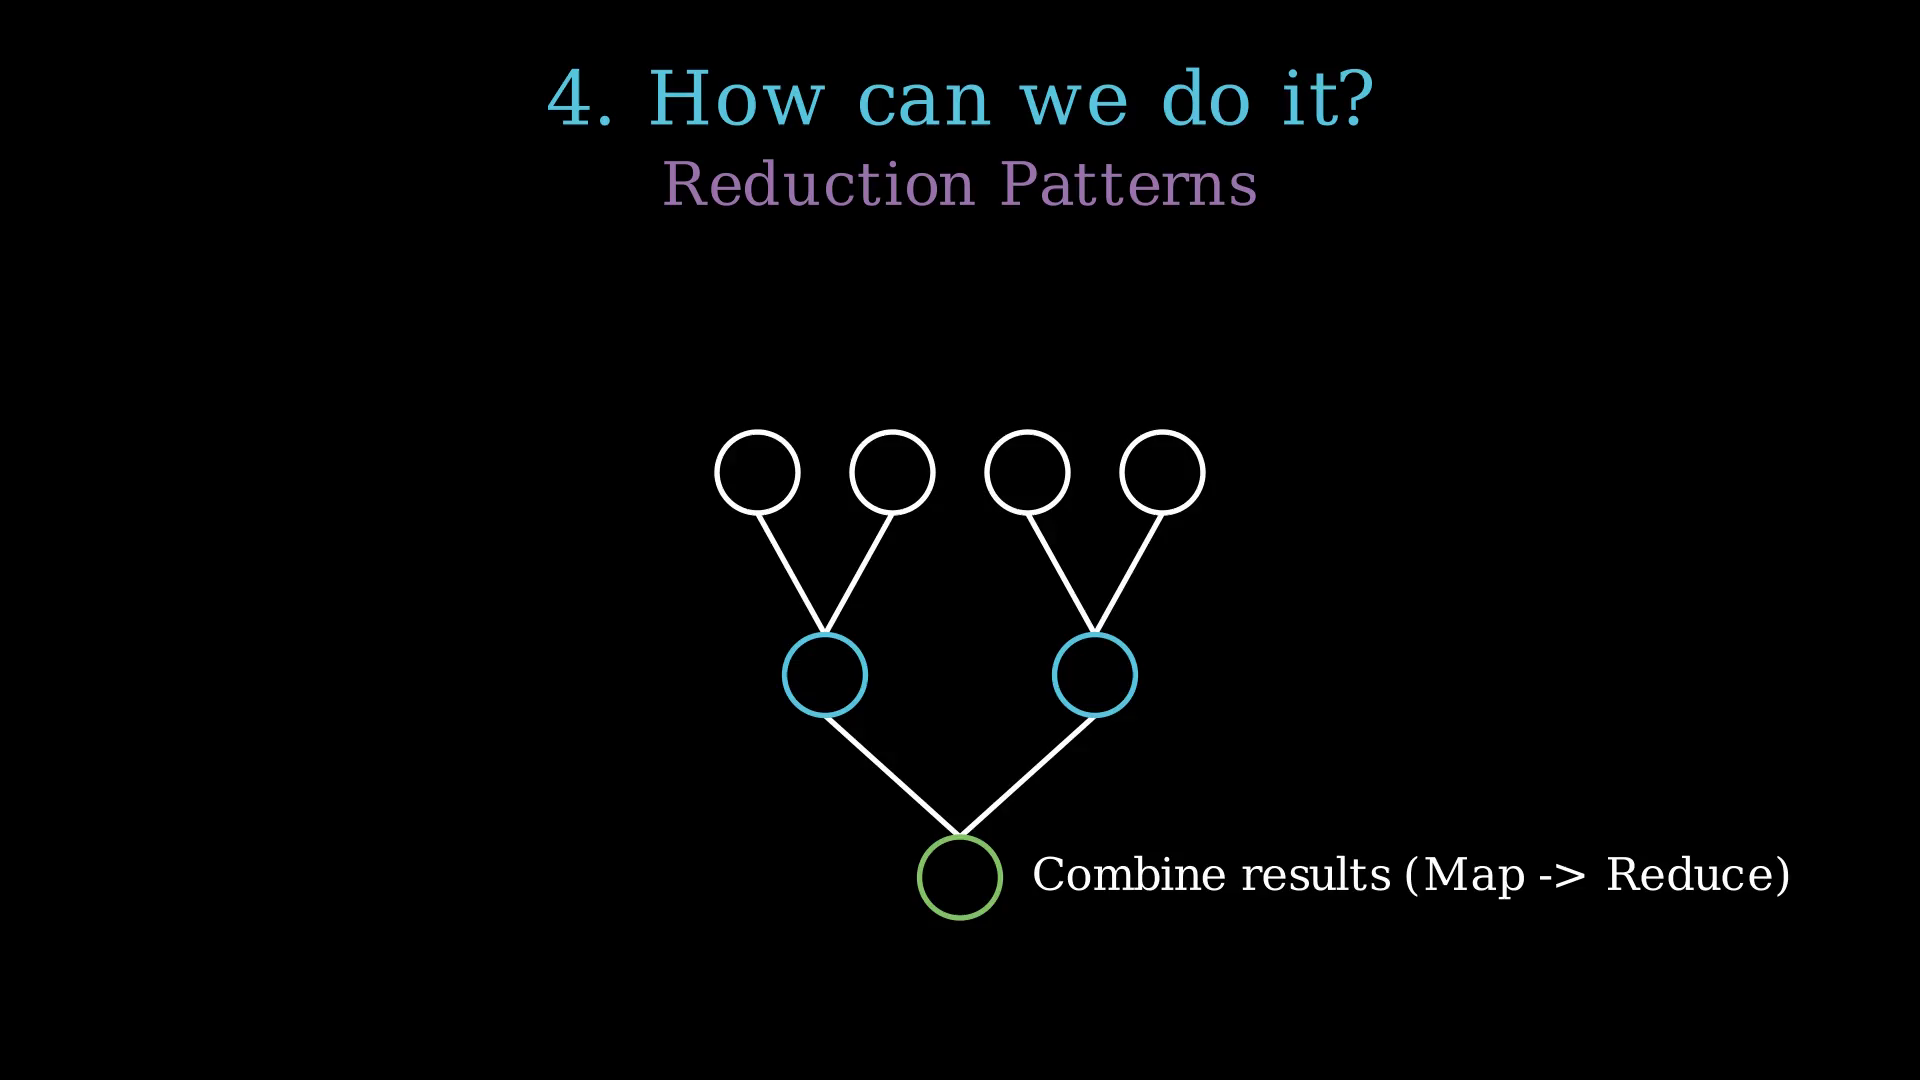 4. How can we do it?
Reduction Patterns
Combine results (Map -> Reduce)